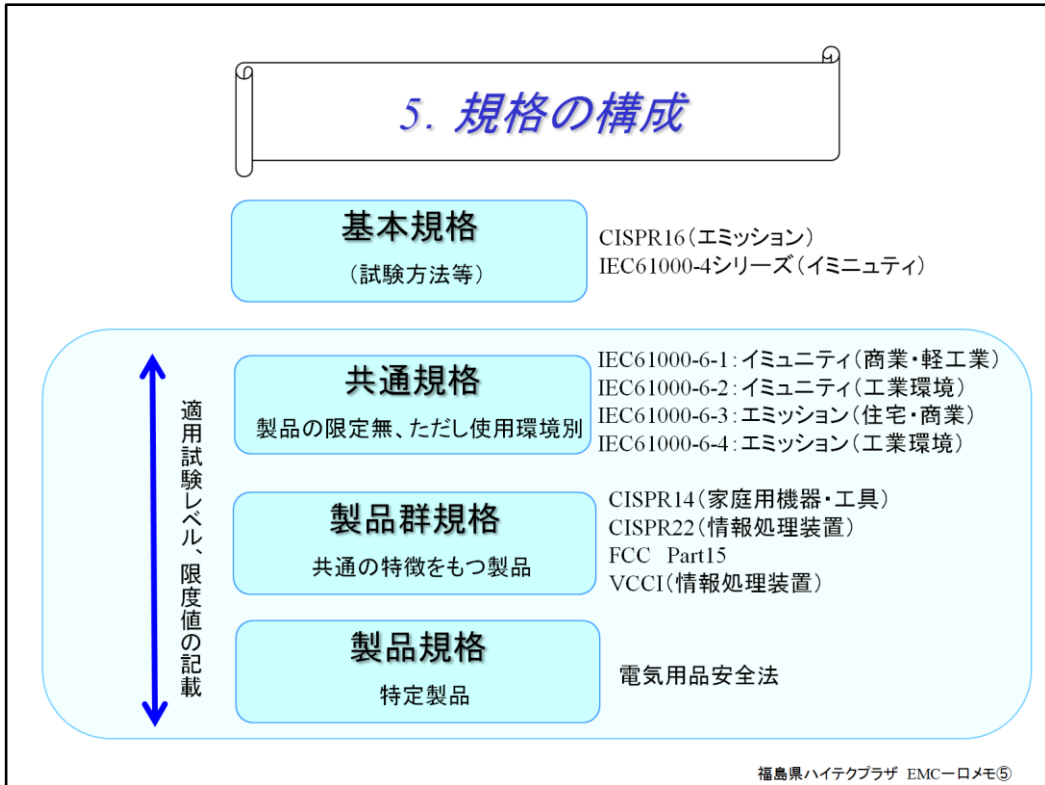 5. 規格の構成
基本規格
(試験方法等)
CISPR16(エミッション)
IEC61000-4シリーズ(イミニュティ)
適用試験レベル、限度値の記載
共通規格
製品の限定無、ただし使用環境別
IEC61000-6-1:イミュニティ(商業・軽工業)
IEC61000-6-2:イミュニティ(工業環境)
IEC61000-6-3:エミッション(住宅・商業)
IEC61000-6-4:エミッション(工業環境)
製品群規格
共通の特徴をもつ製品
CISPR14(家庭用機器・工具)
CISPR22(情報処理装置)
FCC Part15
VCCI(情報処理装置)
製品規格
特定製品
電気用品安全法
福島県ハイテクプラザ EMC一口メモ⑤